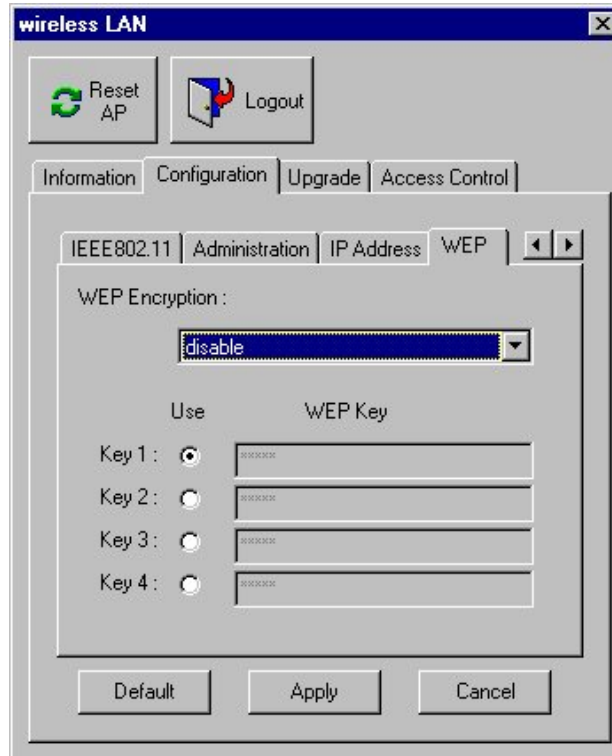 wireless LAN
Reset
AP
Logout
Information Configuration Upgrade Access Control
IEEE802.11 Administration IP Address WEP
WEP Encryption :
disable
Use WEP Key
Key 1 : *****
Key 2 : *****
Key 3 : *****
Key 4 : *****
Default Apply Cancel